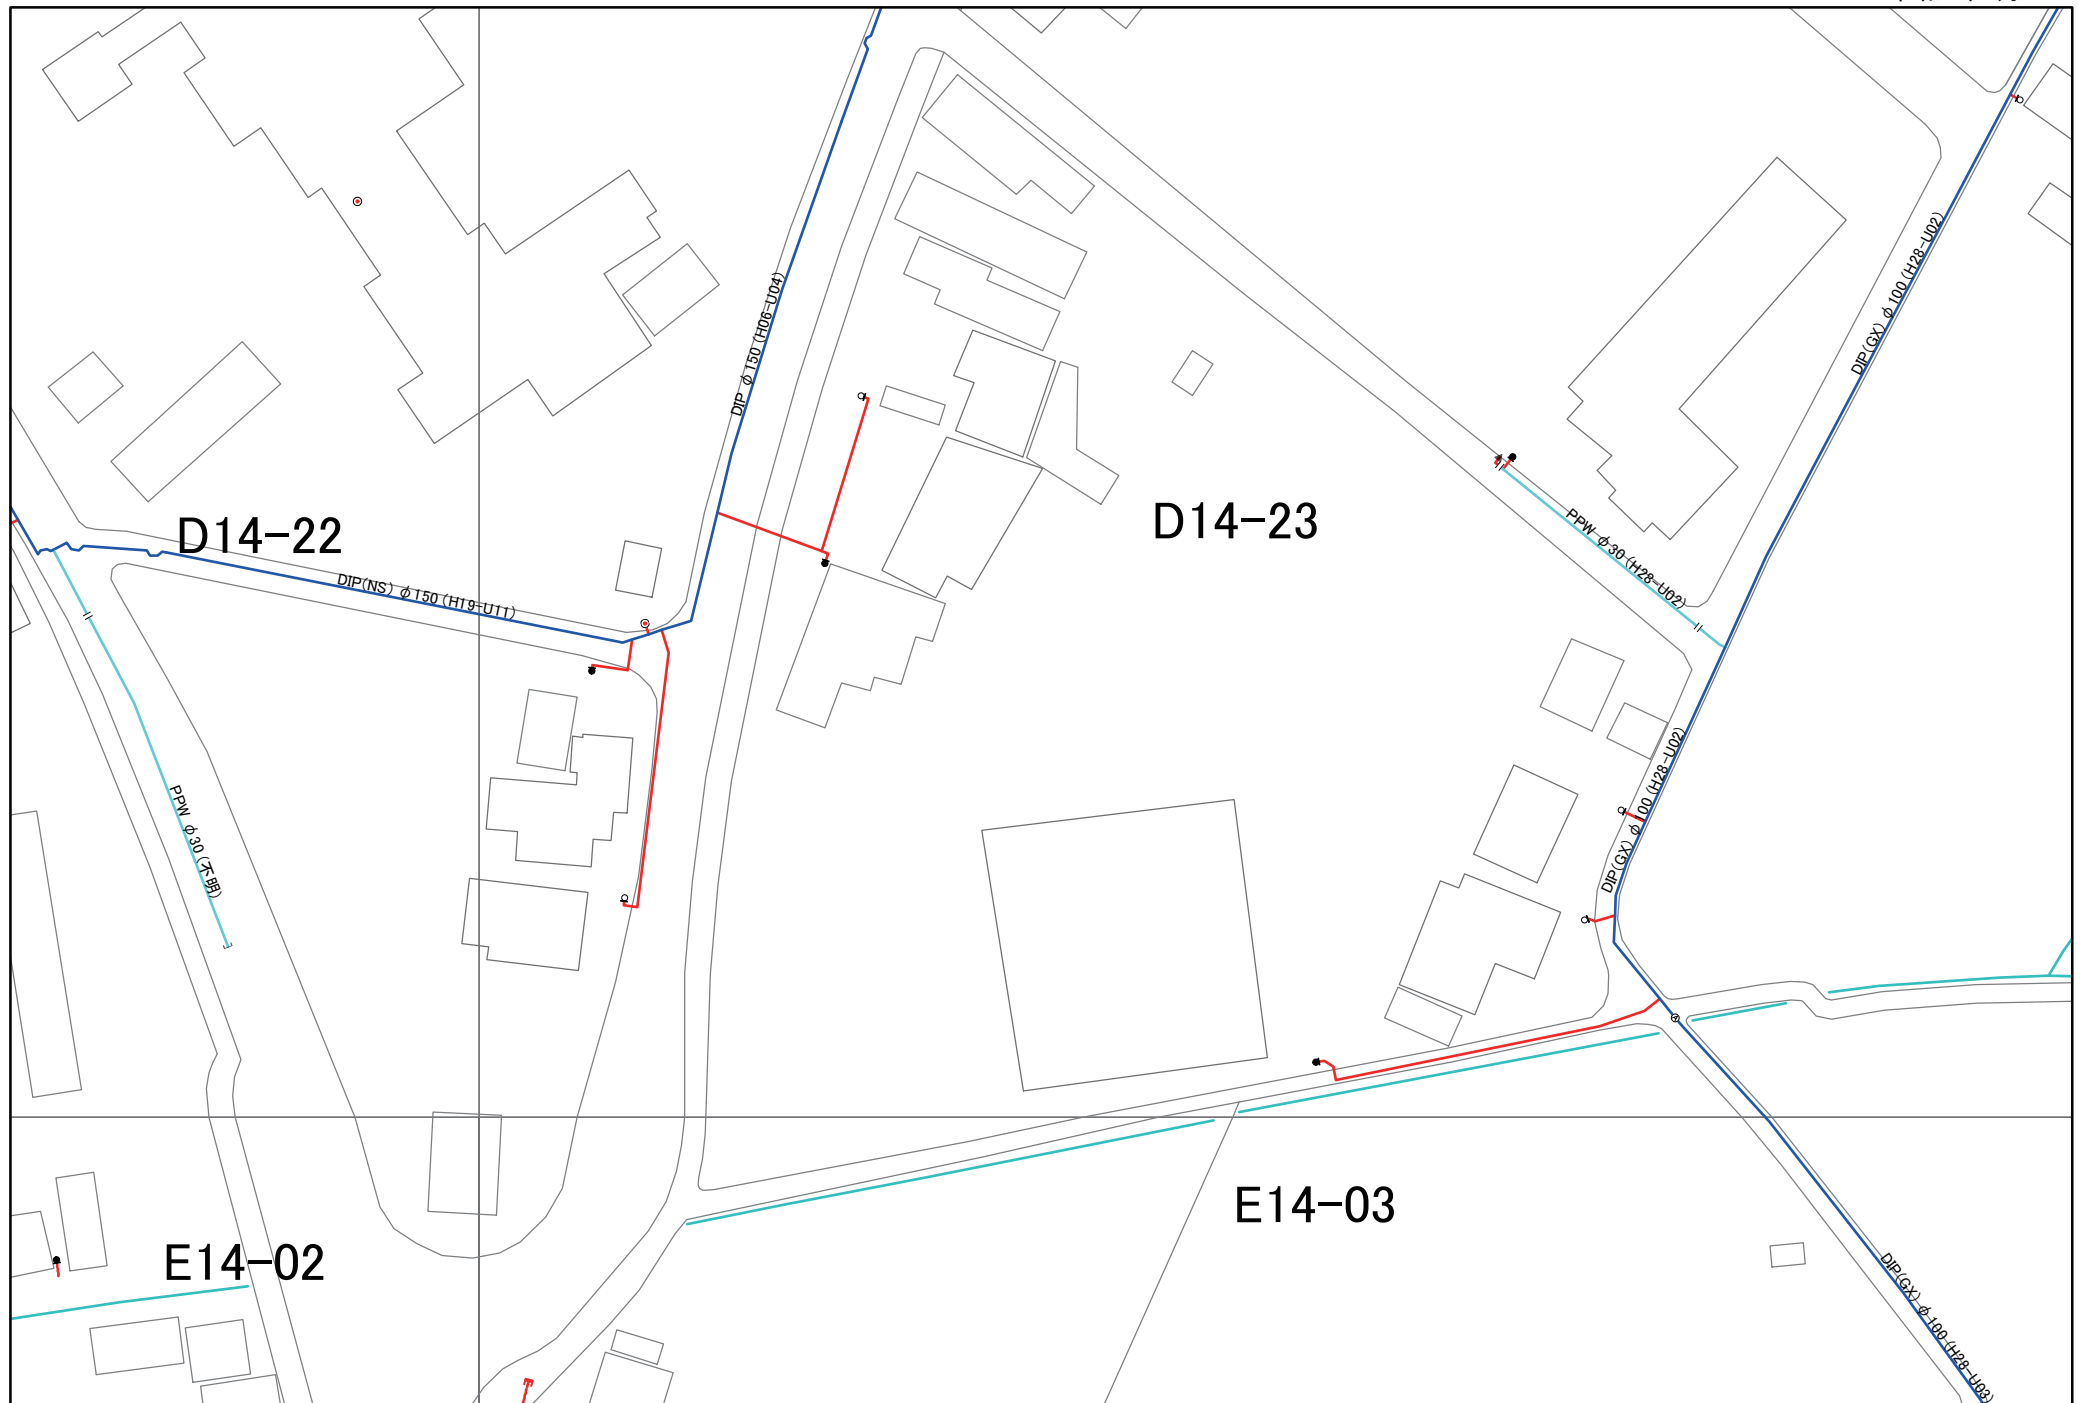 DIP φ150 (H06-U04)
DIP(GX) φ100 (H28-U02)
D14-22
D14-23
PPW φ30 (H28-U02)
DIP(NS) φ150 (H19-U11)
DIP(GX) φ100 (H28-U02)
PPW φ30 (不明)
E14-03
E14-02
DIP(GX) φ100 (H28-U03)